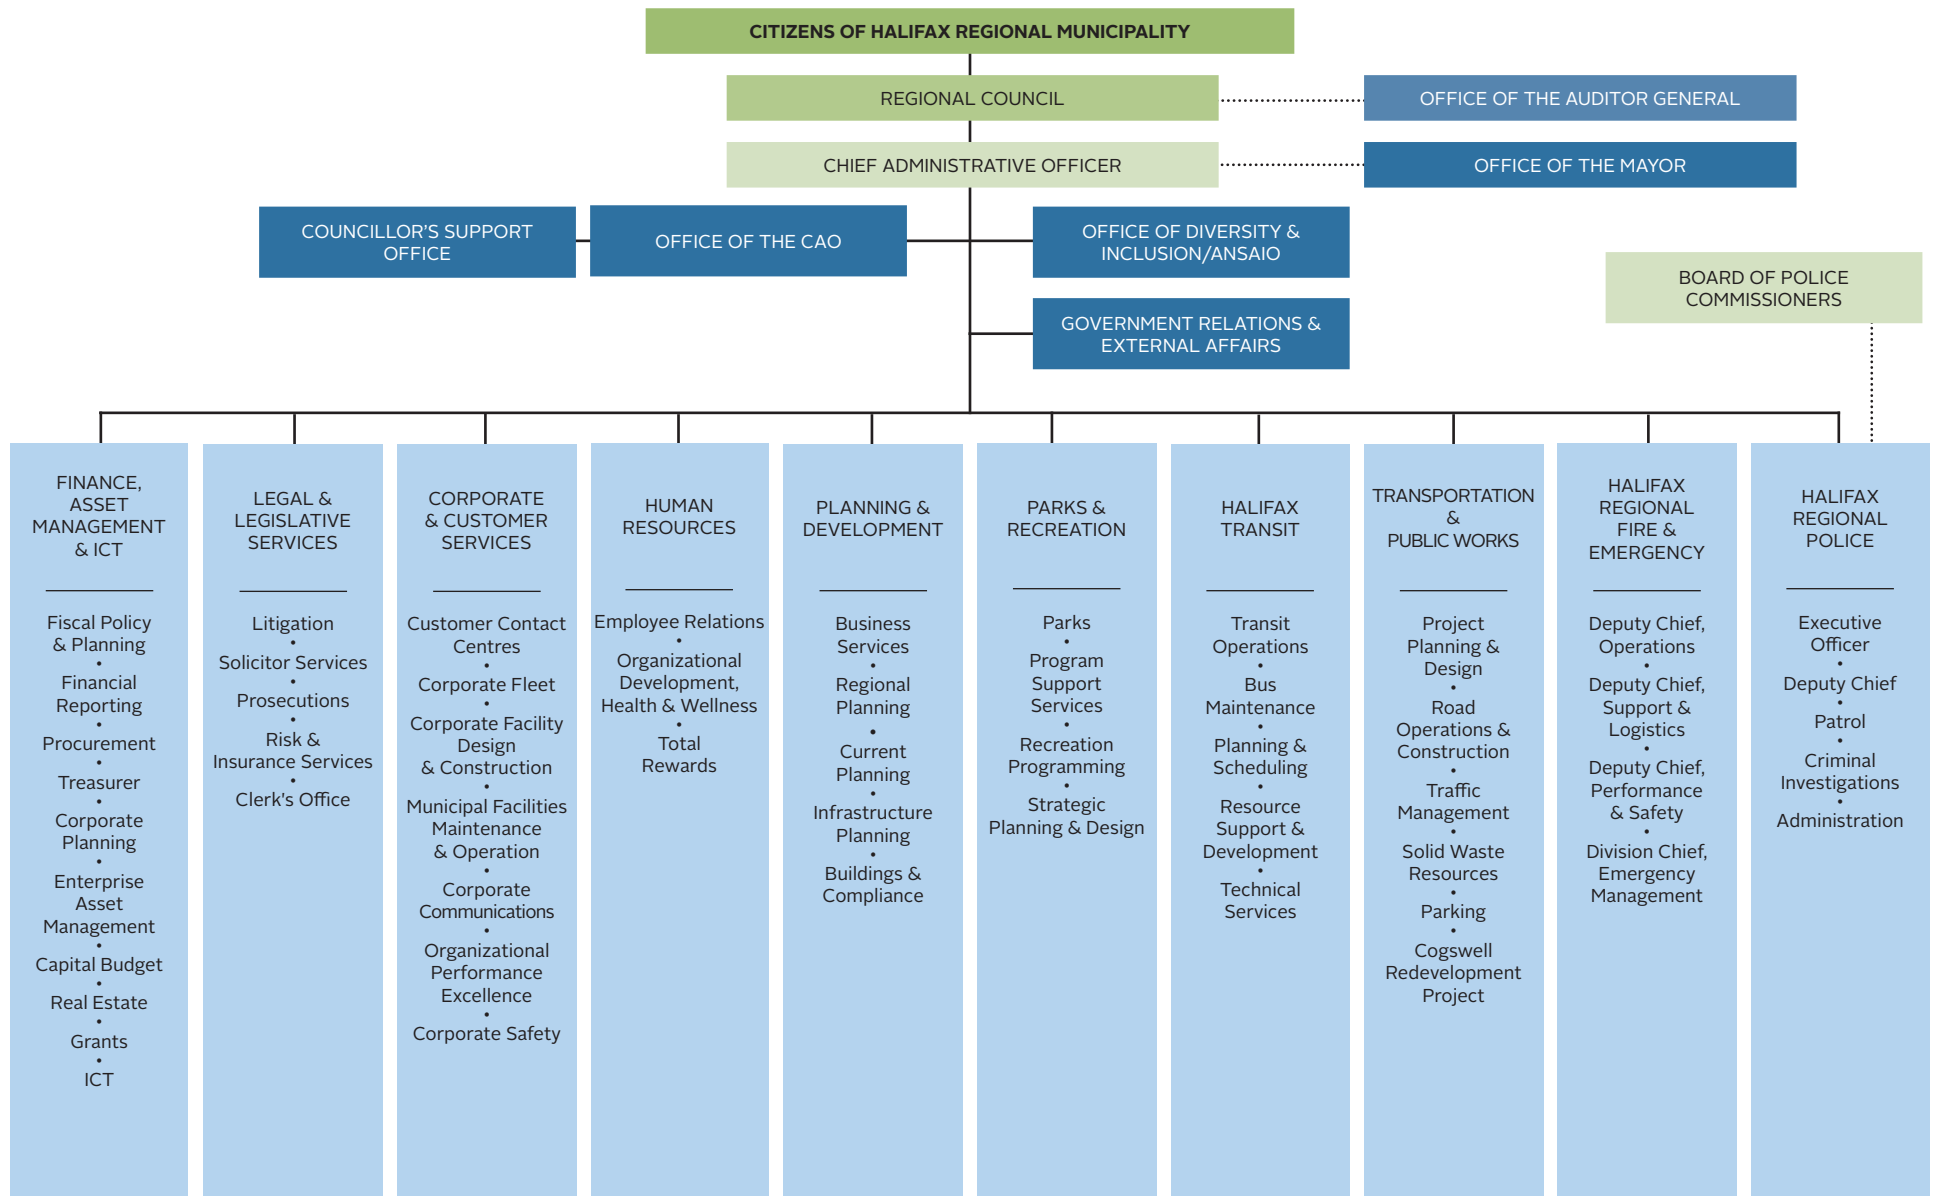 CITIZENS OF HALIFAX REGIONAL MUNICIPALITY
REGIONAL COUNCIL
OFFICE OF THE AUDITOR GENERAL
CHIEF ADMINISTRATIVE OFFICER
OFFICE OF THE MAYOR
COUNCILLOR'S SUPPORT
OFFICE
OFFICE OF THE CAO
OFFICE OF DIVERSITY &
INCLUSION/ANSAIO
BOARD OF POLICE
COMMISSIONERS
GOVERNMENT RELATIONS &
EXTERNAL AFFAIRS
FINANCE,
ASSET
MANAGEMENT
& ICT
Fiscal Policy
& Planning
•
Financial
Reporting
•
Procurement
•
Treasurer
•
Corporate
Planning
•
Enterprise
Asset
Management
•
Capital Budget
•
Real Estate
•
Grants
•
ICT
LEGAL &
LEGISLATIVE
SERVICES
Litigation
•
Solicitor Services
•
Prosecutions
•
Risk &
Insurance Services
•
Clerk's Office
CORPORATE
& CUSTOMER
SERVICES
Customer Contact
Centres
•
Corporate Fleet
•
Corporate Facility
Design
& Construction
•
Municipal Facilities
Maintenance
& Operation
•
Corporate
Communications
•
Organizational
Performance
Excellence
•
Corporate Safety
HUMAN
RESOURCES
Employee Relations
•
Organizational
Development,
Health & Wellness
•
Total
Rewards
PLANNING &
DEVELOPMENT
Business
Services
•
Regional
Planning
•
Current
Planning
•
Infrastructure
Planning
•
Buildings &
Compliance
PARKS &
RECREATION
Parks
•
Program
Support
Services
•
Recreation
Programming
•
Strategic
Planning & Design
HALIFAX
TRANSIT
Transit
Operations
•
Bus
Maintenance
•
Planning &
Scheduling
•
Resource
Support &
Development
•
Technical
Services
TRANSPORTATION
&
PUBLIC WORKS
Project
Planning &
Design
•
Road
Operations &
Construction
•
Traffic
Management
•
Solid Waste
Resources
•
Parking
•
Cogswell
Redevelopment
Project
HALIFAX
REGIONAL
FIRE &
EMERGENCY
Deputy Chief,
Operations
•
Deputy Chief,
Support &
Logistics
•
Deputy Chief,
Performance
& Safety
•
Division Chief,
Emergency
Management
HALIFAX
REGIONAL
POLICE
Executive
Officer
•
Deputy Chief
•
Patrol
•
Criminal
Investigations
•
Administration